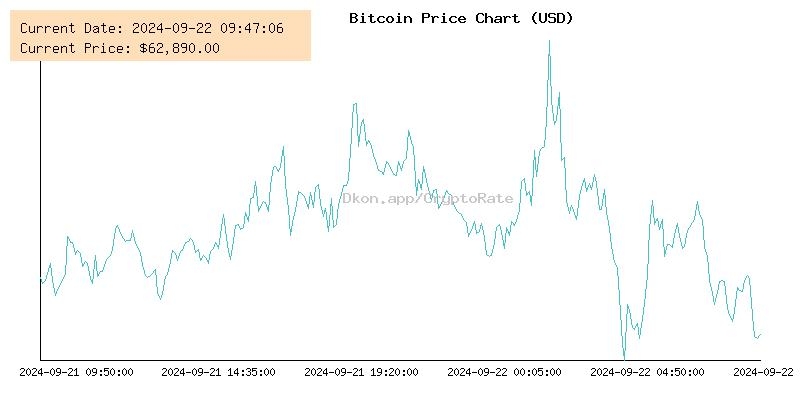 Bitcoin Price Chart (USD)
Current Date: 2024-09-22 09:47:06
Current Price: $62,890.00
Dkon.app/CryptoRate
2024-09-21 09:50:00 2024-09-21 14:35:00 2024-09-21 19:20:00 2024-09-22 00:05:00 2024-09-22 04:50:00 2024-09-22